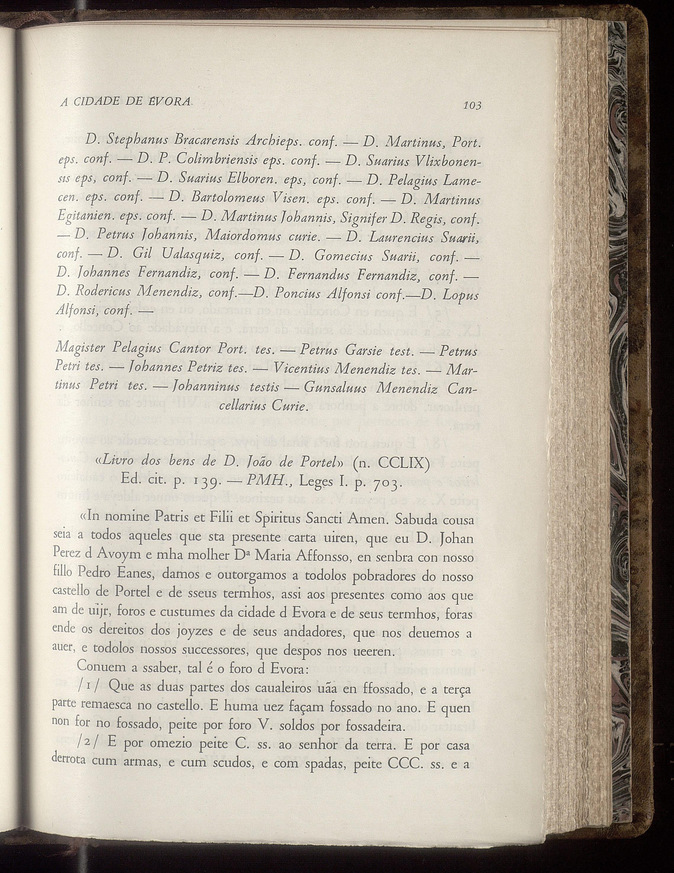 A CIDADE DE ÉVORA
103
D. Stephanus Bracarensis Archieps. conf. — D. Martinus, Port.
eps. conf. — D. P. Colimbriensis eps. conf. — D. Suarius Vlixbonen-
sis eps, conf. — D. Suarius Elboren. eps, conf. — D. Pelagius Lame-
cen. eps. conf. — D. Bartolomeus Visen. eps. conf. — D. Martinus
Egitanien. eps. conf. — D. Martinus Johannis, Signifer D. Regis, conf.
— D. Petrus Johannis, Maiordomus curie. — D. Laurencius Suarii,
conf. — D. Gil Ualasquiz, conf. — D. Gomecius Suarii, conf. —
D. Johannes Fernandiz, conf. — D. Fernandus Fernandiz, conf. —
D. Rodericus Menendiz, conf.—D. Poncius Alfonsi conf.—D. Lopus
Alfonsi, conf. —
Magister Pelagius Cantor Port. tes. — Petrus Garsie test. — Petrus
Petri tes. — Johannes Petriz tes. — Vicentius Menendiz tes. — Mar-
tinus Petri tes. — Johanninus testis — Gunsaluus Menendiz Can-
cellarius Curie.
«Livro dos bens de D. João de Portel» (n. CCLIX)
Ed. cit. p. 139. — PMH., Leges I. p. 703.
«In nomine Patris et Filii et Spiritus Sancti Amen. Sabuda cousa
seia a todos aqueles que sta presente carta uiren, que eu D. Johan
Perez d Avoym e mha molher Dª Maria Affonsso, en senbra con nosso
fillo Pedro Eanes, damos e outorgamos a todolos pobradores do nosso
castello de Portel e de sseus termhos, assi aos presentes como aos que
am de uijr, foros e custumes da cidade d Evora e de seus termhos, foras
ende os dereitos dos joyzes e de seus andadores, que nos deuemos a
auer, e todolos nossos successores, que despos nos ueeren.
Conuem a ssaber, tal é o foro d Evora:
/1/ Que as duas partes dos caualeiros uãa en ffossado, e a terça
parte remaesca no castello. E huma uez façam fossado no ano. E quen
non for no fossado, peite por foro V. soldos por fossadeira.
/2/ E por omezio peite C. ss. ao senhor da terra. E por casa
derrota cum armas, e cum scudos, e com spadas, peite CCC. ss. e a